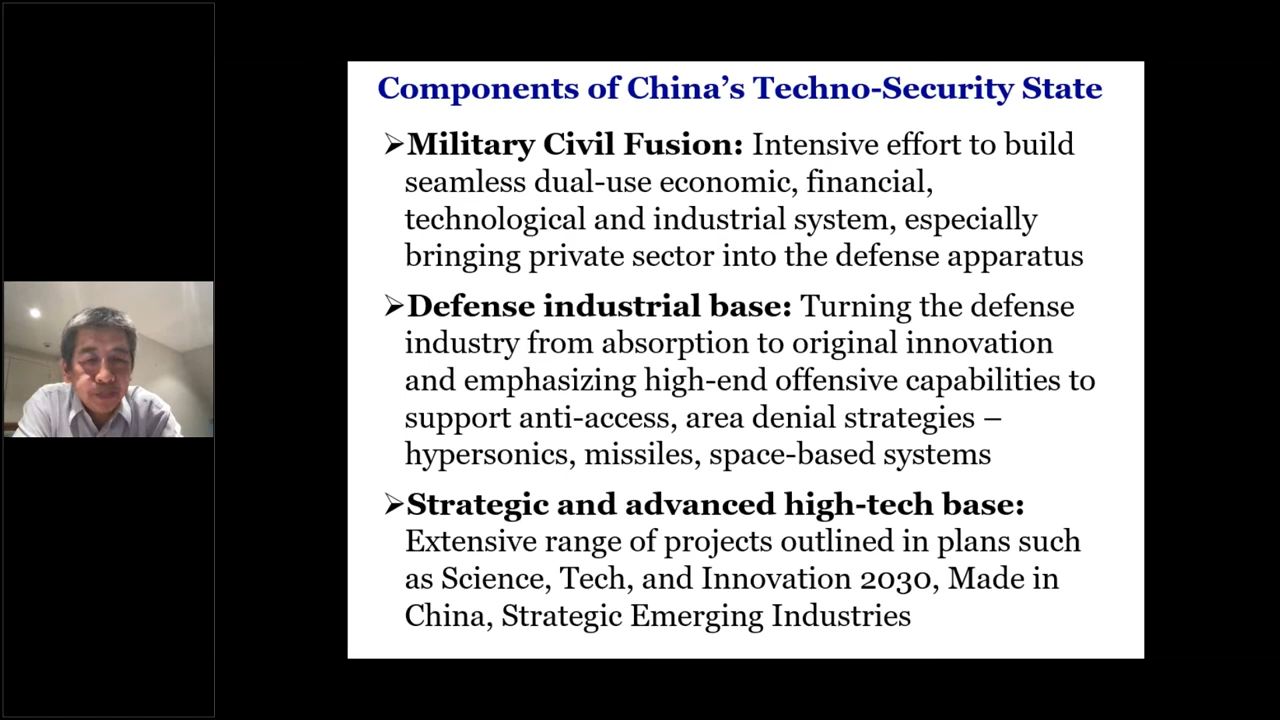 Components of China's Techno-Security State
➢Military Civil Fusion: Intensive effort to build
seamless dual-use economic, financial,
technological and industrial system, especially
bringing private sector into the defense apparatus
➢Defense industrial base: Turning the defense
industry from absorption to original innovation
and emphasizing high-end offensive capabilities to
support anti-access, area denial strategies –
hypersonics, missiles, space-based systems
➢Strategic and advanced high-tech base:
Extensive range of projects outlined in plans such
as Science, Tech, and Innovation 2030, Made in
China, Strategic Emerging Industries